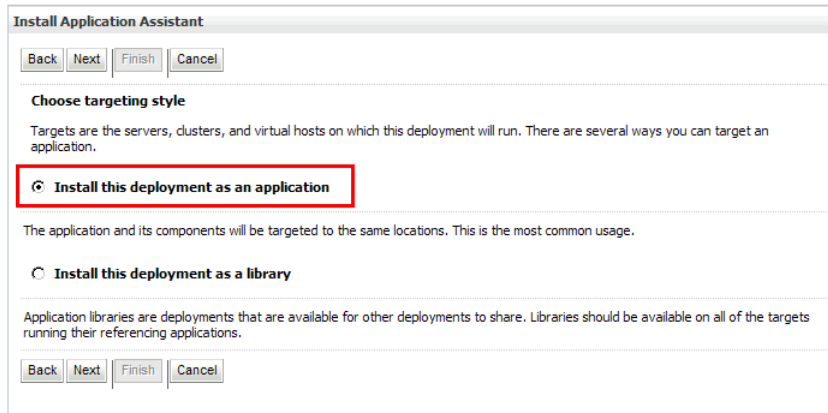 Install Application Assistant
Back Next Finish Cancel
Choose targeting style
Targets are the servers, clusters, and virtual hosts on which this deployment will run. There are several ways you can target an
application.
Install this deployment as an application
The application and its components will be targeted to the same locations. This is the most common usage.
Install this deployment as a library
Application libraries are deployments that are available for other deployments to share. Libraries should be available on all of the targets
running their referencing applications.
Back Next Finish Cancel